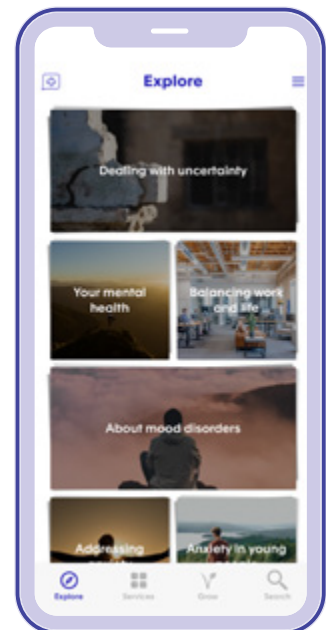 Explore
Dealing with uncertainty
Your mental
health
Balancing work
and life
About mood disorders
Addressing
Anxiety in young
people
Explore
Services
Grow
Search